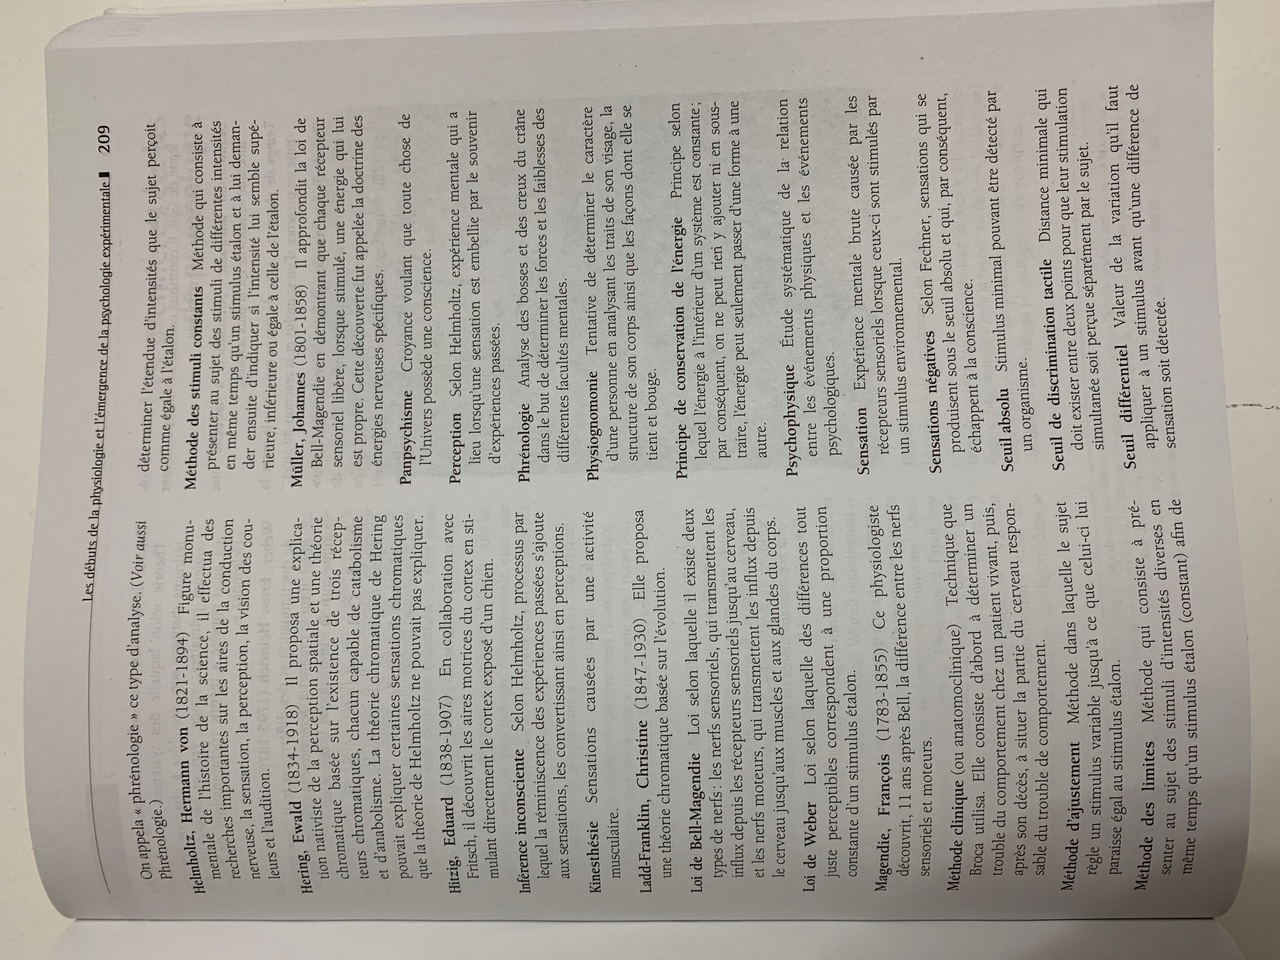 Les débuts de la physiologie et l'émergence de la psychologie expérimentale 209
On appela « phrénologie » ce type d'analyse. (Voir aussi
Phrénologie.)
Helmholtz, Hermann von (1821-1894) Figure monu-
mentale de l'histoire de la science, il effectua des
recherches importantes sur les aires de la conduction
nerveuse, la sensation, la perception, la vision des cou-
leurs et l'audition.
Hering, Ewald (1834-1918) Il proposa une explica-
tion nativiste de la perception spatiale et une théorie
chromatique basée sur l'existence de trois récep-
teurs chromatiques, chacun capable de catabolisme
et d'anabolisme. La théorie chromatique de Hering
pouvait expliquer certaines sensations chromatiques
que la théorie de Helmholtz ne pouvait pas expliquer.
Hitzig, Eduard (1838-1907) En collaboration avec
Fritsch, il découvrit les aires motrices du cortex en sti-
mulant directement le cortex exposé d'un chien.
Inférence inconsciente Selon Helmholtz, processus par
lequel la réminiscence des expériences passées s'ajoute
aux sensations, les convertissant ainsi en perceptions.
Kinesthésie Sensations causées par une activité
musculaire.
Ladd-Franklin, Christine (1847-1930) Elle proposa
une théorie chromatique basée sur l'évolution.
Loi de Bell-Magendie Loi selon laquelle il existe deux
types de nerfs : les nerfs sensoriels, qui transmettent les
influx depuis les récepteurs sensoriels jusqu'au cerveau,
et les nerfs moteurs, qui transmettent les influx depuis
le cerveau jusqu'aux muscles et aux glandes du corps.
Loi de Weber Loi selon laquelle des différences tout
juste perceptibles correspondent à une proportion
constante d'un stimulus étalon.
Magendie, François (1783-1855) Ce physiologiste
découvrit, 11 ans après Bell, la différence entre les nerfs
sensoriels et moteurs.
Méthode clinique (ou anatomoclinique) Technique que
Broca utilisa. Elle consiste d'abord à déterminer un
trouble du comportement chez un patient vivant, puis,
après son décès, à situer la partie du cerveau respon-
sable du trouble de comportement.
Méthode d'ajustement Méthode dans laquelle le sujet
règle un stimulus variable jusqu'à ce que celui-ci lui
paraisse égal au stimulus étalon.
Méthode des limites Méthode qui consiste à pré-
senter au sujet des stimuli d'intensités diverses en
même temps qu'un stimulus étalon (constant) afin de
déterminer l'étendue d'intensités que le sujet perçoit
comme égale à l'étalon.
Méthode des stimuli constants Méthode qui consiste à
présenter au sujet des stimuli de différentes intensités
en même temps qu'un stimulus étalon et à lui deman-
der ensuite d'indiquer si l'intensité lui semble supé-
rieure, inférieure ou égale à celle de l'étalon.
Müller, Johannes (1801-1858) Il approfondit la loi de
Bell-Magendie en démontrant que chaque récepteur
sensoriel libère, lorsque stimulé, une énergie qui lui
est propre. Cette découverte fut appelée la doctrine des
énergies nerveuses spécifiques.
Panpsychisme Croyance voulant que toute chose de
l'Univers possède une conscience.
Perception Selon Helmholtz, expérience mentale qui a
lieu lorsqu'une sensation est embellie par le souvenir
d'expériences passées.
Phrénologie Analyse des bosses et des creux du crâne
dans le but de déterminer les forces et les faiblesses des
différentes facultés mentales.
Physiognomonie Tentative de déterminer le caractère
d'une personne en analysant les traits de son visage, la
structure de son corps ainsi que les façons dont elle se
tient et bouge.
Principe de conservation de l'énergie Principe selon
lequel l'énergie à l'intérieur d'un système est constante ;
par conséquent, on ne peut rien y ajouter ni en sous-
traire, l'énergie peut seulement passer d'une forme à une
autre.
Psychophysique Étude systématique de la relation
entre les événements physiques et les événements
psychologiques.
Sensation Expérience mentale brute causée par les
récepteurs sensoriels lorsque ceux-ci sont stimulés par
un stimulus environnemental.
Sensations négatives Selon Fechner, sensations qui se
produisent sous le seuil absolu et qui, par conséquent,
échappent à la conscience.
Seuil absolu Stimulus minimal pouvant être détecté par
un organisme.
Seuil de discrimination tactile Distance minimale qui
doit exister entre deux points pour que leur stimulation
simultanée soit perçue séparément par le sujet.
Seuil différentiel Valeur de la variation qu'il faut
appliquer à un stimulus avant qu'une différence de
sensation soit détectée.